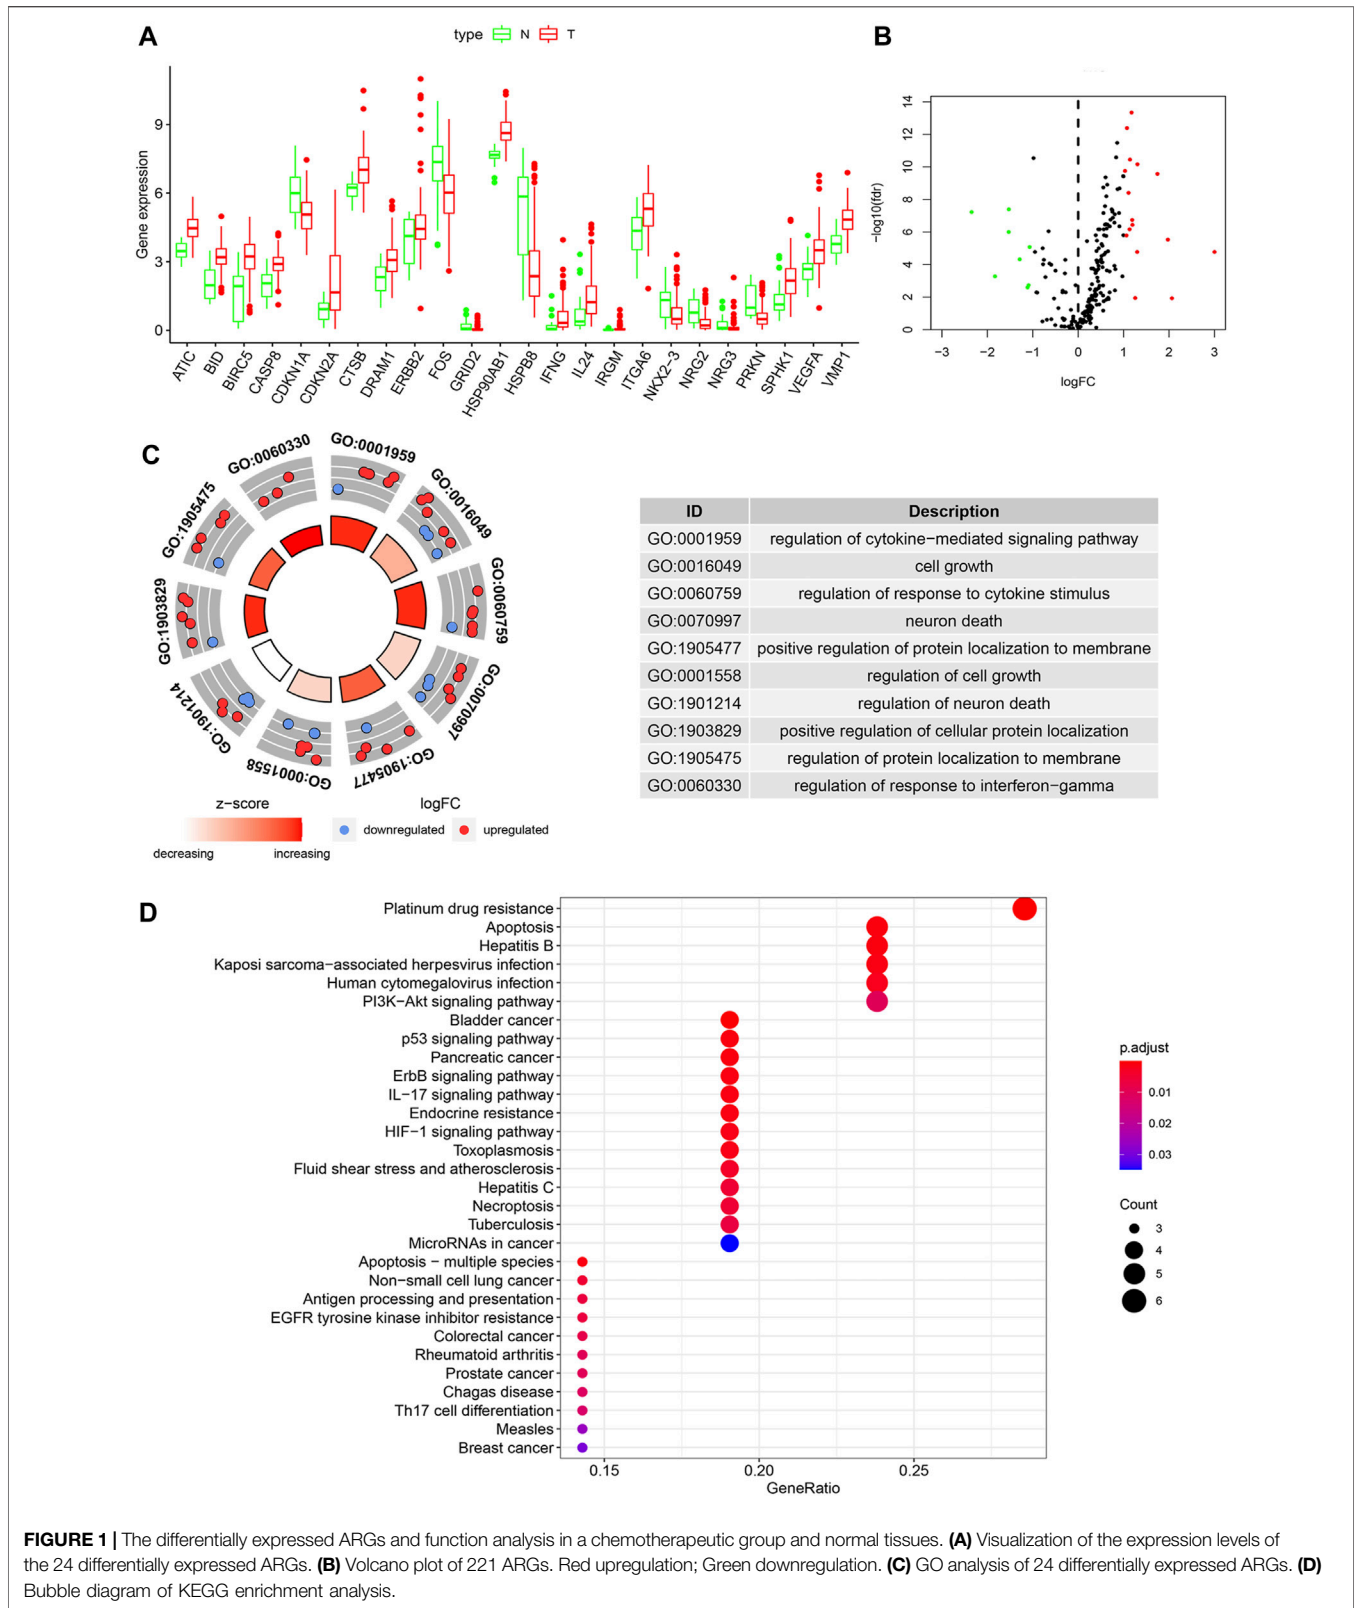 A
type N T
Gene expression
9
6
3
0
ATIC
BID
BIRC5
CASP8
CDKN1A
CDKN2A
CTSB
DRAM1
ERBB2
FOS
GRID2
HSP90AB1
HSPB8
IFNG
IL24
IRGM
ITGA6
NKX2−3
NRG2
NRG3
PRKN
SPHK1
VEGFA
VMP1
B
−log10(fdr)
14
12
10
8
6
4
2
0
−3 −2 −1 0 1 2 3
logFC
C
GO:0001959
GO:0016049
GO:0060759
GO:0070997
GO:1905477
GO:0001558
GO:1901214
GO:1903829
GO:1905475
GO:0060330
z−score
decreasing increasing
logFC
downregulated upregulated
ID Description
GO:0001959 regulation of cytokine−mediated signaling pathway
GO:0016049 cell growth
GO:0060759 regulation of response to cytokine stimulus
GO:0070997 neuron death
GO:1905477 positive regulation of protein localization to membrane
GO:0001558 regulation of cell growth
GO:1901214 regulation of neuron death
GO:1903829 positive regulation of cellular protein localization
GO:1905475 regulation of protein localization to membrane
GO:0060330 regulation of response to interferon−gamma
D
Platinum drug resistance
Apoptosis
Hepatitis B
Kaposi sarcoma−associated herpesvirus infection
Human cytomegalovirus infection
PI3K−Akt signaling pathway
Bladder cancer
p53 signaling pathway
Pancreatic cancer
ErbB signaling pathway
IL−17 signaling pathway
Endocrine resistance
HIF−1 signaling pathway
Toxoplasmosis
Fluid shear stress and atherosclerosis
Hepatitis C
Necroptosis
Tuberculosis
MicroRNAs in cancer
Apoptosis − multiple species
Non−small cell lung cancer
Antigen processing and presentation
EGFR tyrosine kinase inhibitor resistance
Colorectal cancer
Rheumatoid arthritis
Prostate cancer
Chagas disease
Th17 cell differentiation
Measles
Breast cancer
0.15 0.20 0.25
GeneRatio
p.adjust
0.01
0.02
0.03
Count
3
4
5
6
FIGURE 1 | The differentially expressed ARGs and function analysis in a chemotherapeutic group and normal tissues. (A) Visualization of the expression levels of
the 24 differentially expressed ARGs. (B) Volcano plot of 221 ARGs. Red upregulation; Green downregulation. (C) GO analysis of 24 differentially expressed ARGs. (D)
Bubble diagram of KEGG enrichment analysis.